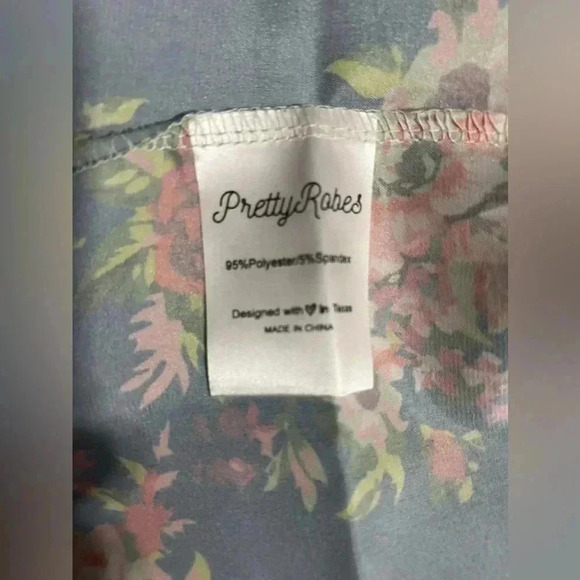 PrettyRobes
95%Polyester/5%Spandex
Designed with in Texas
MADE IN CHINA